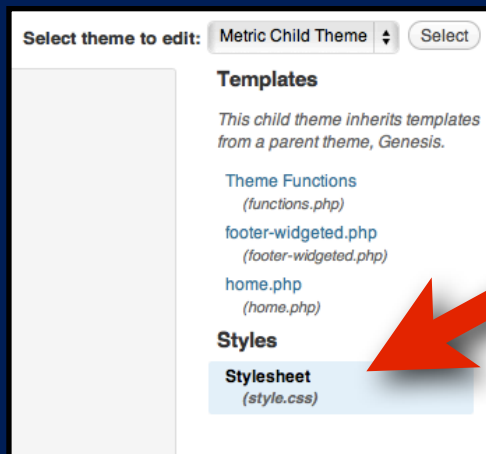 Select theme to edit: Metric Child Theme Select
Templates
This child theme inherits templates
from a parent theme, Genesis.
Theme Functions
(functions.php)
footer-widgeted.php
(footer-widgeted.php)
home.php
(home.php)
Styles
Stylesheet
(style.css)